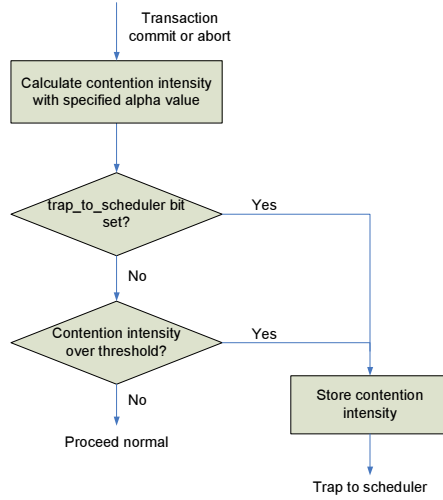 Transaction
commit or abort
Calculate contention intensity
with specified alpha value
trap_to_scheduler bit
set?
Yes
No
Contention intensity
over threshold?
Yes
No
Store contention
intensity
Proceed normal
Trap to scheduler